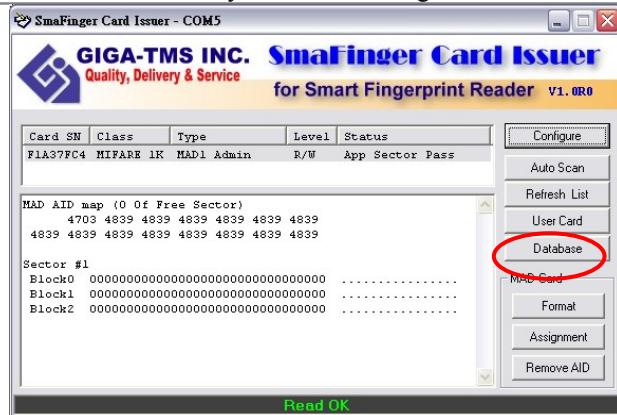 SmaFinger Card Issuer - COM5
GIGA-TMS INC.
Quality, Delivery & Service
SmaFinger Card Issuer
for Smart Fingerprint Reader V1.0R0
Card SN Class Type Level Status
F1A37FC4 MIFARE 1K MAD1 Admin R/W App Sector Pass
MAD AID map (0 Of Free Sector)
4703 4839 4839 4839 4839 4839 4839
4839 4839 4839 4839 4839 4839 4839 4839
Sector #1
Block0 00000000000000000000000000000000 ................
Block1 00000000000000000000000000000000 ................
Block2 00000000000000000000000000000000 ................
Configure
Auto Scan
Refresh List
User Card
Database
MAD Card
Format
Assignment
Remove AID
Read OK